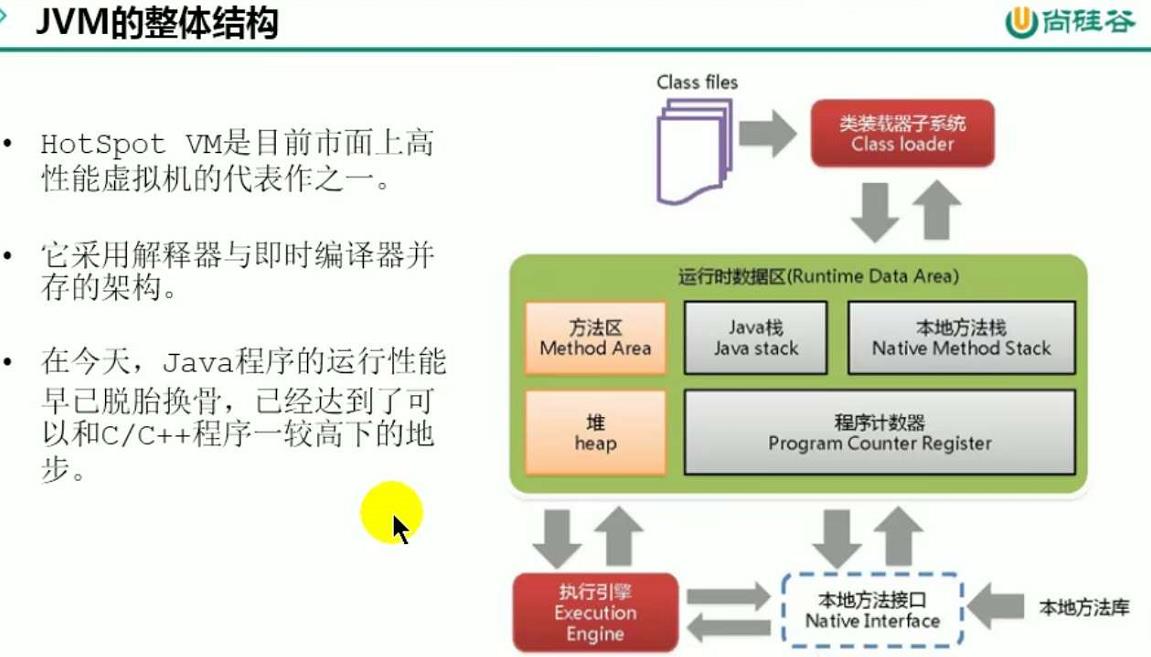 JVM的整体结构
尚硅谷
• HotSpot VM是目前市面上高
性能虚拟机的代表作之一。
• 它采用解释器与即时编译器并
存的架构。
• 在今天，Java程序的运行性能
早已脱胎换骨，已经达到了可
以和C/C++程序一较高下的地
步。
Class files
类装载器子系统
Class loader
运行时数据区(Runtime Data Area)
方法区
Method Area
Java栈
Java stack
本地方法栈
Native Method Stack
堆
heap
程序计数器
Program Counter Register
执行引擎
Execution
Engine
本地方法接口
Native Interface
本地方法库